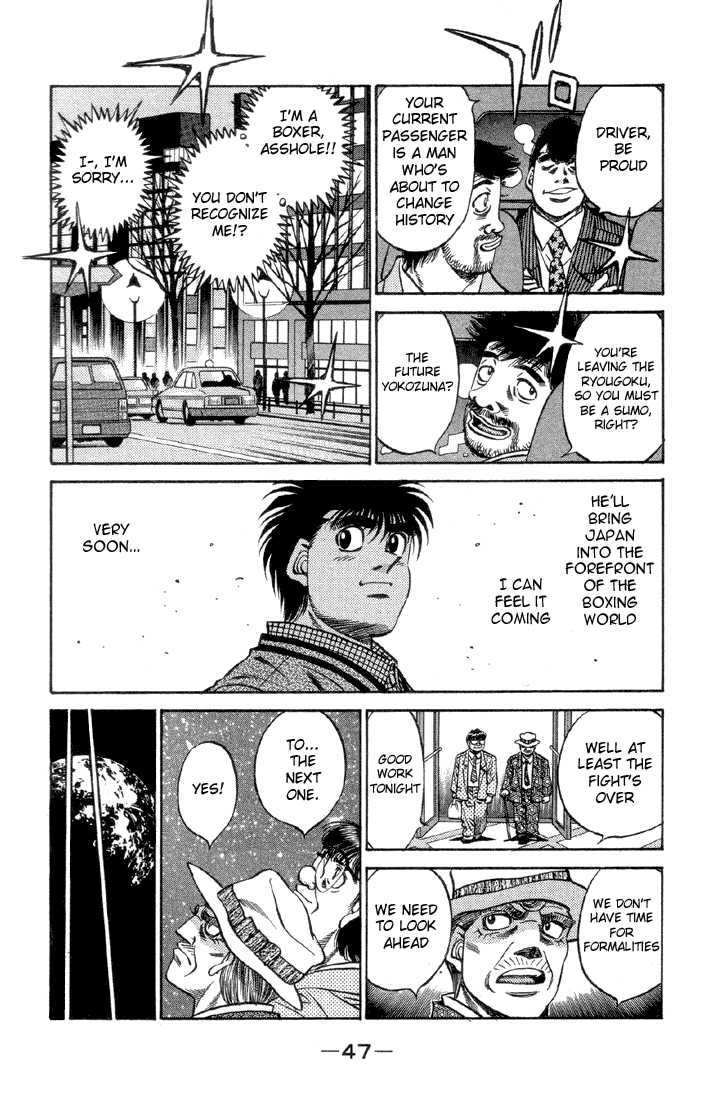 DRIVER,
BE
PROUD
YOUR
CURRENT
PASSENGER
IS A MAN
WHO'S
ABOUT TO
CHANGE
HISTORY
YOU'RE
LEAVING THE
RYOUGOKU,
SO YOU MUST
BE A SUMO,
RIGHT?
THE
FUTURE
YOKOZUNA?
I'M A
BOXER,
ASSHOLE!!
YOU DON'T
RECOGNIZE
ME!?
I-, I'M
SORRY...
HE'LL
BRING
JAPAN
INTO THE
FOREFRONT
OF THE
BOXING
WORLD
I CAN
FEEL IT
COMING
VERY
SOON...
WELL AT
LEAST THE
FIGHT'S
OVER
GOOD
WORK
TONIGHT
WE DON'T
HAVE TIME
FOR
FORMALITIES
WE NEED
TO LOOK
AHEAD
TO...
THE
NEXT
ONE.
YES!
—47—